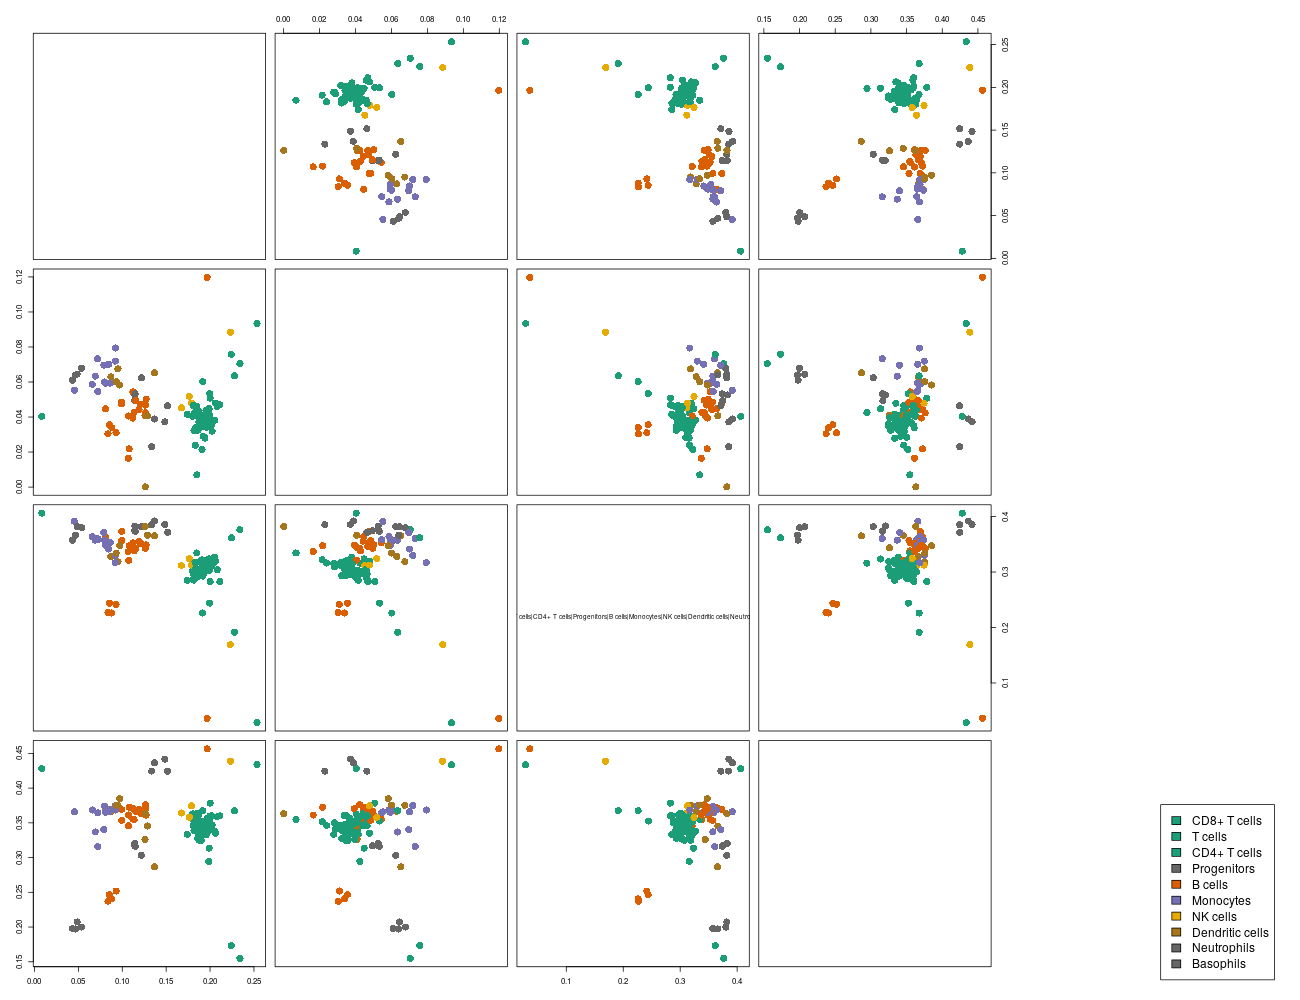 0.00 0.02 0.04 0.06 0.08 0.10 0.12
0.15 0.20 0.25 0.30 0.35 0.40 0.45
0.00 0.05 0.10 0.15 0.20 0.25
0.00 0.02 0.04 0.06 0.08 0.10 0.12
cells|CD4+ T cells|Progenitors|B cells|Monocytes|NK cells|Dendritic cells|Neutro
0.1 0.2 0.3 0.4
0.15 0.20 0.25 0.30 0.35 0.40 0.45
0.00 0.05 0.10 0.15 0.20 0.25
0.1 0.2 0.3 0.4
CD8+ T cells
T cells
CD4+ T cells
Progenitors
B cells
Monocytes
NK cells
Dendritic cells
Neutrophils
Basophils